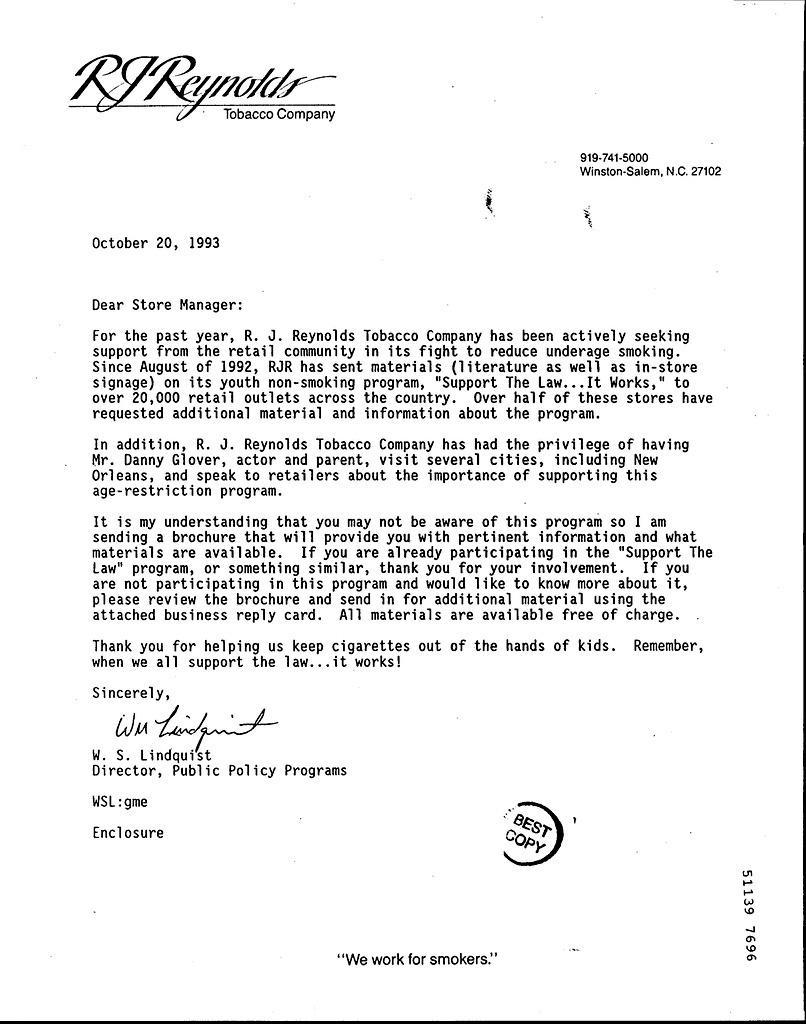 RJReynolds
Tobacco Company
919-741-5000
Winston-Salem, N.C. 27102
October 20, 1993
Dear Store Manager:
For the past year, R. J. Reynolds Tobacco Company has been actively seeking
support from the retail community in its fight to reduce underage smoking.
Since August of 1992, RJR has sent materials (literature as well as in-store
signage) on its youth non-smoking program, "Support The Law...It Works," to
over 20,000 retail outlets across the country. Over half of these stores have
requested additional material and information about the program.
In addition, R. J. Reynolds Tobacco Company has had the privilege of having
Mr. Danny Glover, actor and parent, visit several cities, including New
Orleans, and speak to retailers about the importance of supporting this
age-restriction program.
It is my understanding that you may not be aware of this program so I am
sending a brochure that will provide you with pertinent information and what
materials are available. If you are already participating in the "Support The
Law" program, or something similar, thank you for your involvement. If you
are not participating in this program and would like to know more about it,
please review the brochure and send in for additional material using the
attached business reply card. All materials are available free of charge.
Thank you for helping us keep cigarettes out of the hands of kids. Remember,
when we all support the law...it works!
Sincerely,
WS Lindquist
W. S. Lindquist
Director, Public Policy Programs
WSL:gme
Enclosure
BEST
COPY
51139 7696
"We work for smokers."